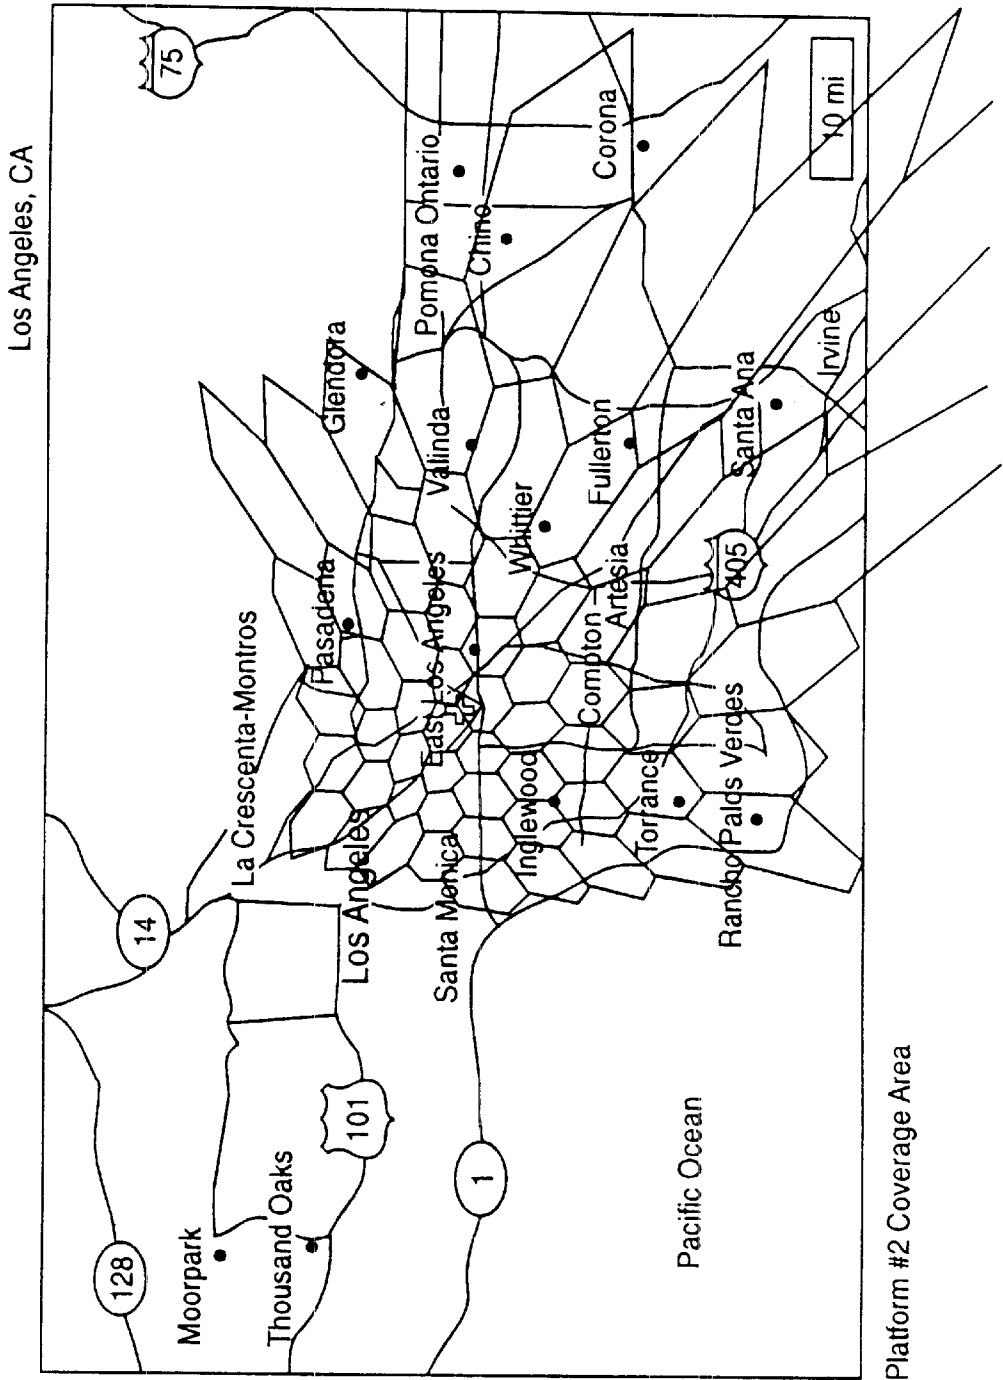 Los Angeles, CA
128
14
75
Moorpark
La Crescenta-Montros
Thousand Oaks
Pasadena
Glendora
101
Los Angeles
Santa Monica
East Los Angeles
Valinda
Pomona
Ontario
Chino
1
Inglewood
Whittier
Compton
Artesia
Fullerton
Corona
Torrance
Rancho Palos Verdes
405
Santa Ana
Irvine
Pacific Ocean
10 mi
Platform #2 Coverage Area